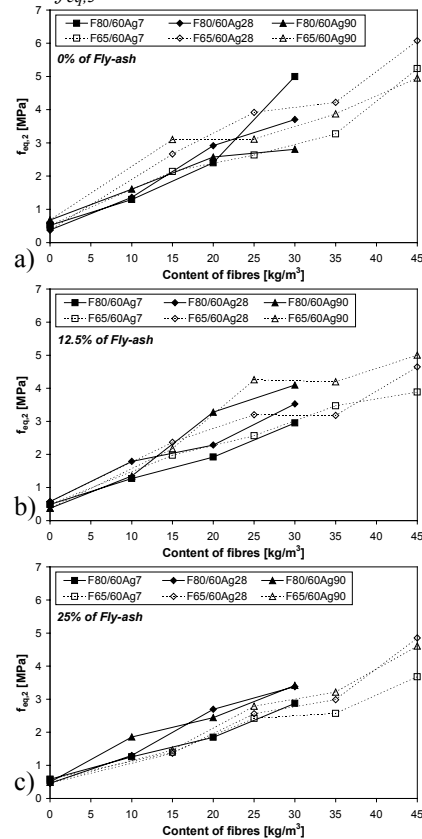 f eq,3
7
F80/60Ag7 F80/60Ag28 F80/60Ag90
F65/60Ag7 F65/60Ag28 F65/60Ag90
6
0% of Fly-ash
5
4
3
2
1
0
f eq,2 [MPa]
0 5 10 15 20 25 30 35 40 45
a)
Content of fibres [kg/m³]
7
F80/60Ag7 F80/60Ag28 F80/60Ag90
F65/60Ag7 F65/60Ag28 F65/60Ag90
6
12.5% of Fly-ash
5
4
3
2
1
0
f eq,2 [MPa]
0 5 10 15 20 25 30 35 40 45
b)
Content of fibres [kg/m³]
7
F80/60Ag7 F80/60Ag28 F80/60Ag90
F65/60Ag7 F65/60Ag28 F65/60Ag90
6
25% of Fly-ash
5
4
3
2
1
0
f eq,2 [MPa]
0 5 10 15 20 25 30 35 40 45
c)
Content of fibres [kg/m³]